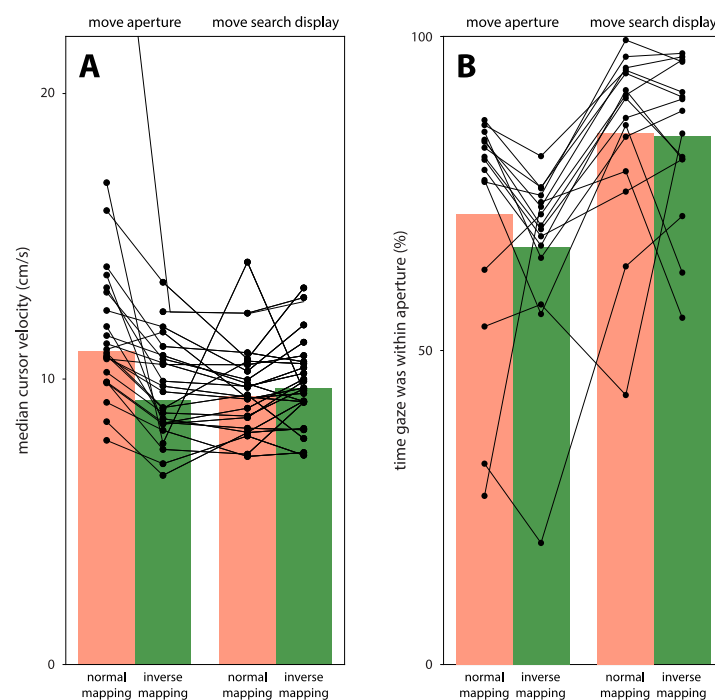 move aperture move search display
A
median cursor velocity (cm/s)
20
10
0
normal mapping
inverse mapping
normal mapping
inverse mapping
move aperture move search display
B
time gaze was within aperture (%)
100
50
0
normal mapping
inverse mapping
normal mapping
inverse mapping